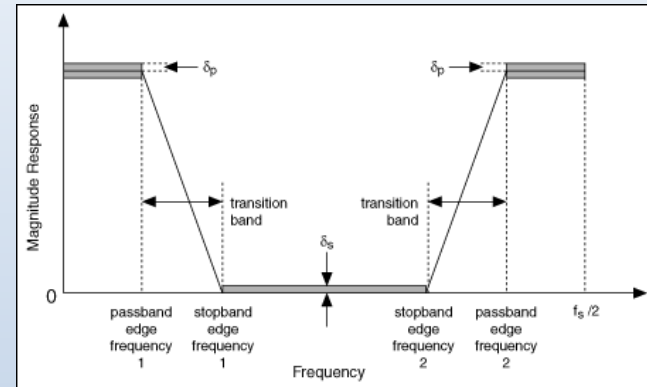 δp
δp
Magnitude Response
transition
band
transition
band
δs
0
passband
edge
frequency
1
stopband
edge
frequency
1
stopband
edge
frequency
2
passband
edge
frequency
2
fs /2
Frequency